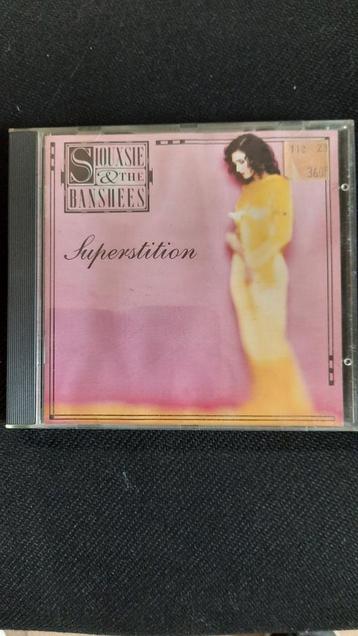 SIOUXSIE
& THE
BANSHEES
Superstition